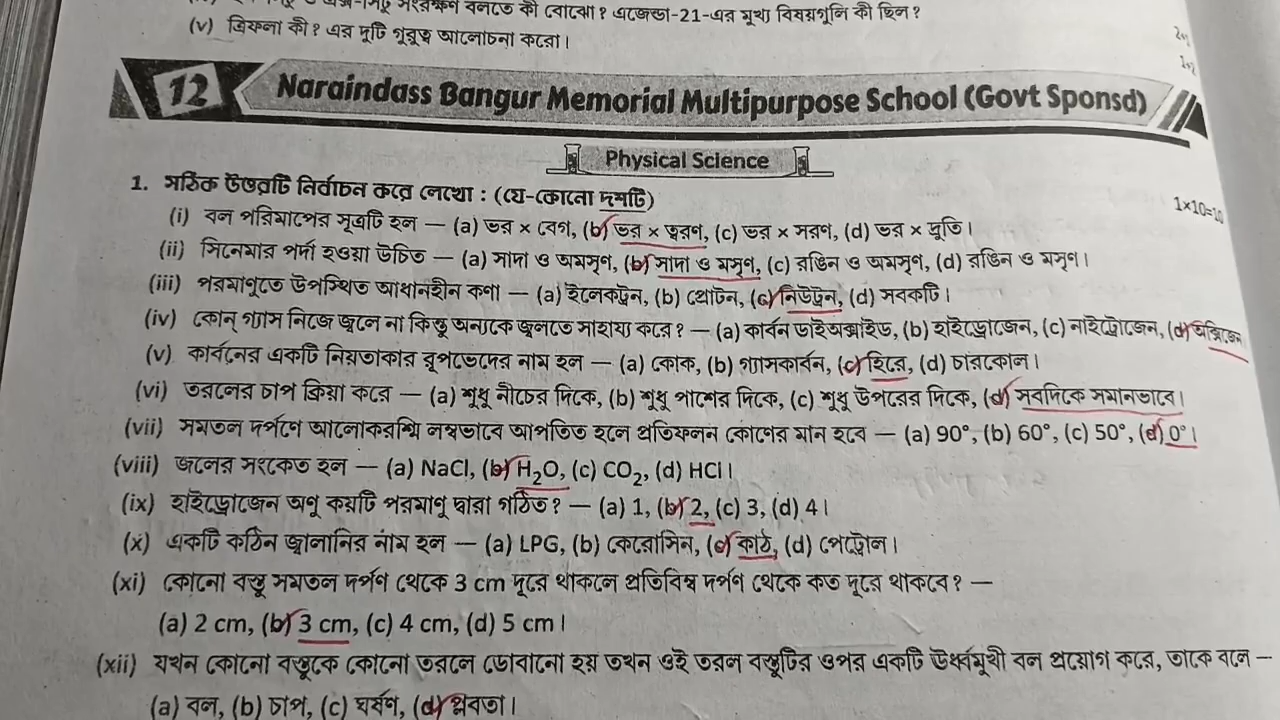 সংরক্ষণ বলতে কী বোঝো? এজেন্ডা-21-এর মুখ্য বিষয়গুলি কী ছিল?
(v) ত্রিফলা কী? এর দুটি গুরুত্ব আলোচনা করো।
12 Naraindass Bangur Memorial Multipurpose School (Govt Sponsd)
Physical Science
1. সঠিক উত্তরটি নির্বাচন করে লেখো : ((যে-কোনো দশটি) 1×10=10
(i) বল পরিমাপের সূত্রটি হল — (a) ভর × বেগ, (b) ভর × ত্বরণ, (c) ভর × সরণ, (d) ভর × দ্রুতি।
(ii) সিনেমার পর্দা হওয়া উচিত — (a) সাদা ও অমসৃণ, (b) সাদা ও মসৃণ, (c) রঙিন ও অমসৃণ, (d) রঙিন ও মসৃণ।
(iii) পরমাণুতে উপস্থিত আধানহীন কণা — (a) ইলেকট্রন, (b) প্রোটন, (c) নিউট্রন, (d) সবকটি।
(iv) কোন্ গ্যাস নিজে জ্বলে না কিন্তু অন্যকে জ্বলতে সাহায্য করে? — (a) কার্বন ডাইঅক্সাইড, (b) হাইড্রোজেন, (c) নাইট্রোজেন, (d) অক্সিজেন
(v) কার্বনের একটি নিয়তাকার রূপভেদের নাম হল — (a) কোক, (b) গ্যাসকার্বন, (c) হিরে, (d) চারকোল।
(vi) তরলের চাপ ক্রিয়া করে — (a) শুধু নীচের দিকে, (b) শুধু পাশের দিকে, (c) শুধু উপরের দিকে, (d) সবদিকে সমানভাবে।
(vii) সমতল দর্পণে আলোকরশ্মি লম্বভাবে আপতিত হলে প্রতিফলন কোণের মান হবে — (a) 90°, (b) 60°, (c) 50°, (d) 0°।
(viii) জলের সংকেত হল — (a) NaCl, (b) H₂O, (c) CO₂, (d) HCl।
(ix) হাইড্রোজেন অণু কয়টি পরমাণু দ্বারা গঠিত? — (a) 1, (b) 2, (c) 3, (d) 4।
(x) একটি কঠিন জ্বালানির নাম হল — (a) LPG, (b) কেরোসিন, (c) কাঠ, (d) পেট্রোল।
(xi) কোনো বস্তু সমতল দর্পণ থেকে 3 cm দূরে থাকলে প্রতিবিম্ব দর্পণ থেকে কত দূরে থাকবে? —
(a) 2 cm, (b) 3 cm, (c) 4 cm, (d) 5 cm।
(xii) যখন কোনো বস্তুকে কোনো তরলে ডোবানো হয় তখন ওই তরল বস্তুটির ওপর একটি ঊর্ধ্বমুখী বল প্রয়োগ করে, তাকে বলে —
(a) বল, (b) চাপ, (c) ঘর্ষণ, (d) প্লবতা।